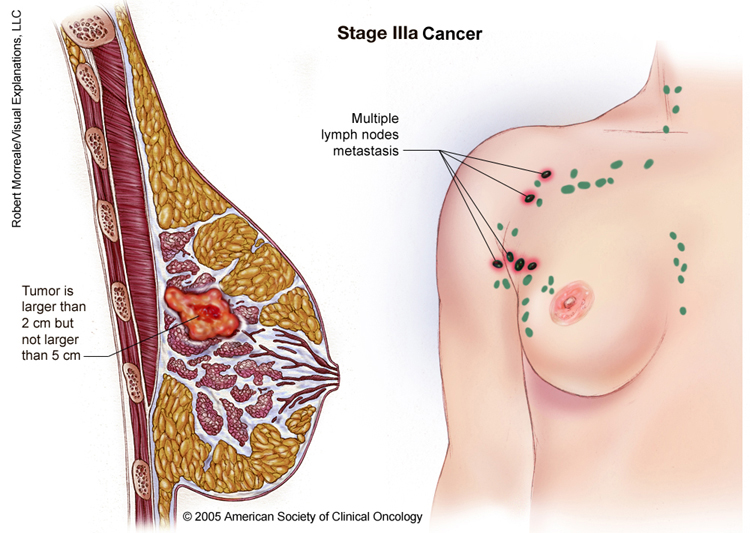 Robert Morreale/Visual Explanations, LLC
Stage IIIa Cancer
Multiple
lymph nodes
metastasis
Tumor is
larger than
2 cm but
not larger
than 5 cm
© 2005 American Society of Clinical Oncology